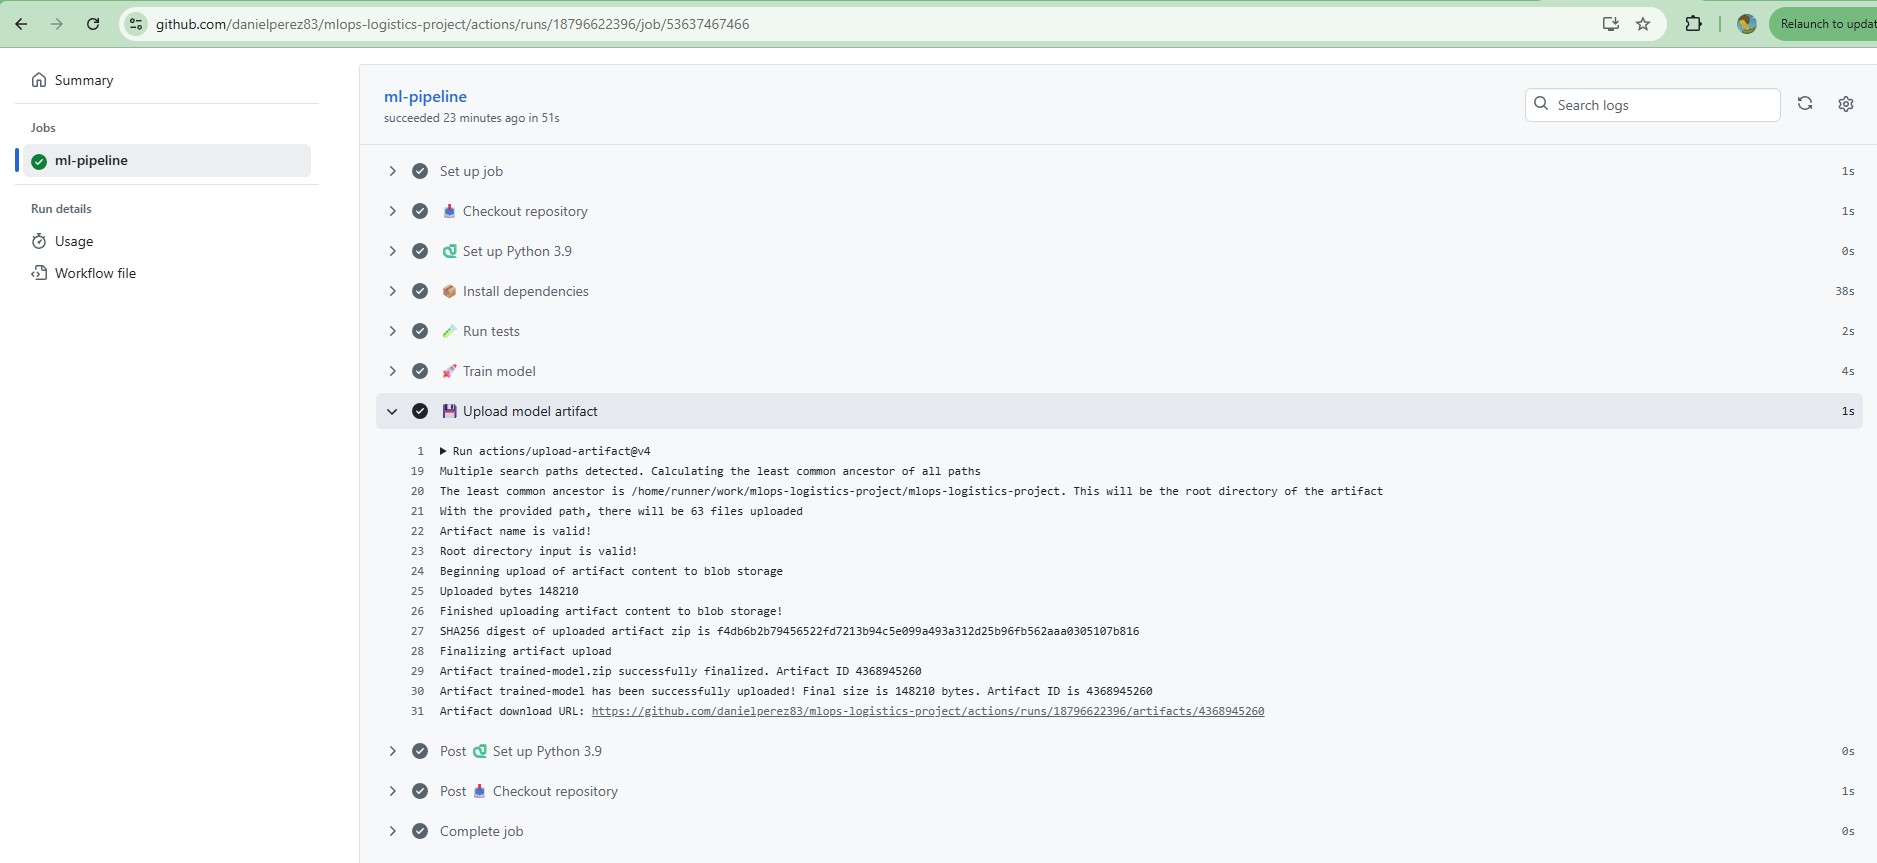 github.com/danielperez83/mlops-logistics-project/actions/runs/18796622396/job/53637467466
Relaunch to updat
Summary
Jobs
ml-pipeline
Run details
Usage
Workflow file
ml-pipeline
succeeded 23 minutes ago in 51s
Search logs
Set up job 1s
Checkout repository 1s
Set up Python 3.9 0s
Install dependencies 38s
Run tests 2s
Train model 4s
Upload model artifact 1s
1 Run actions/upload-artifact@v4
19 Multiple search paths detected. Calculating the least common ancestor of all paths
20 The least common ancestor is /home/runner/work/mlops-logistics-project/mlops-logistics-project. This will be the root directory of the artifact
21 With the provided path, there will be 63 files uploaded
22 Artifact name is valid!
23 Root directory input is valid!
24 Beginning upload of artifact content to blob storage
25 Uploaded bytes 148210
26 Finished uploading artifact content to blob storage!
27 SHA256 digest of uploaded artifact zip is f4db6b2b79456522fd7213b94c5e099a493a312d25b96fb562aaa0305107b816
28 Finalizing artifact upload
29 Artifact trained-model.zip successfully finalized. Artifact ID 4368945260
30 Artifact trained-model has been successfully uploaded! Final size is 148210 bytes. Artifact ID is 4368945260
31 Artifact download URL: https://github.com/danielperez83/mlops-logistics-project/actions/runs/18796622396/artifacts/4368945260
Post Set up Python 3.9 0s
Post Checkout repository 1s
Complete job 0s